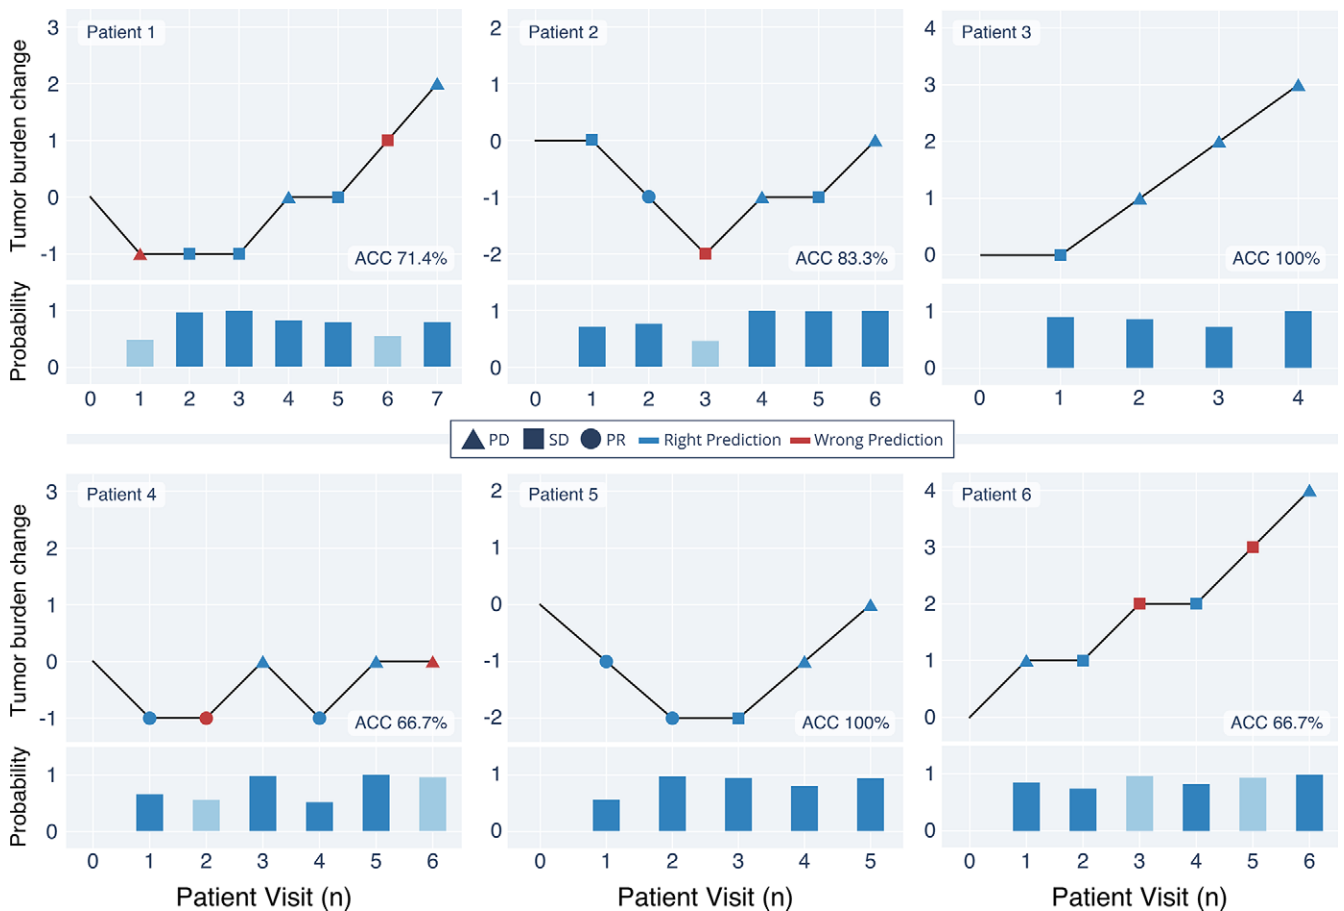 Tumor burden change
3
2
1
0
-1
Patient 1
ACC 71.4%
2
1
0
-1
-2
Patient 2
ACC 83.3%
4
3
2
1
0
Patient 3
ACC 100%
Probability
1
0
0 1 2 3 4 5 6 7
1
0
0 1 2 3 4 5 6
1
0
0 1 2 3 4
PD SD PR Right Prediction Wrong Prediction
Tumor burden change
3
2
1
0
-1
Patient 4
ACC 66.7%
2
1
0
-1
-2
Patient 5
ACC 100%
4
3
2
1
0
Patient 6
ACC 66.7%
Probability
1
0
0 1 2 3 4 5 6
Patient Visit (n)
1
0
0 1 2 3 4 5
Patient Visit (n)
1
0
0 1 2 3 4 5 6
Patient Visit (n)